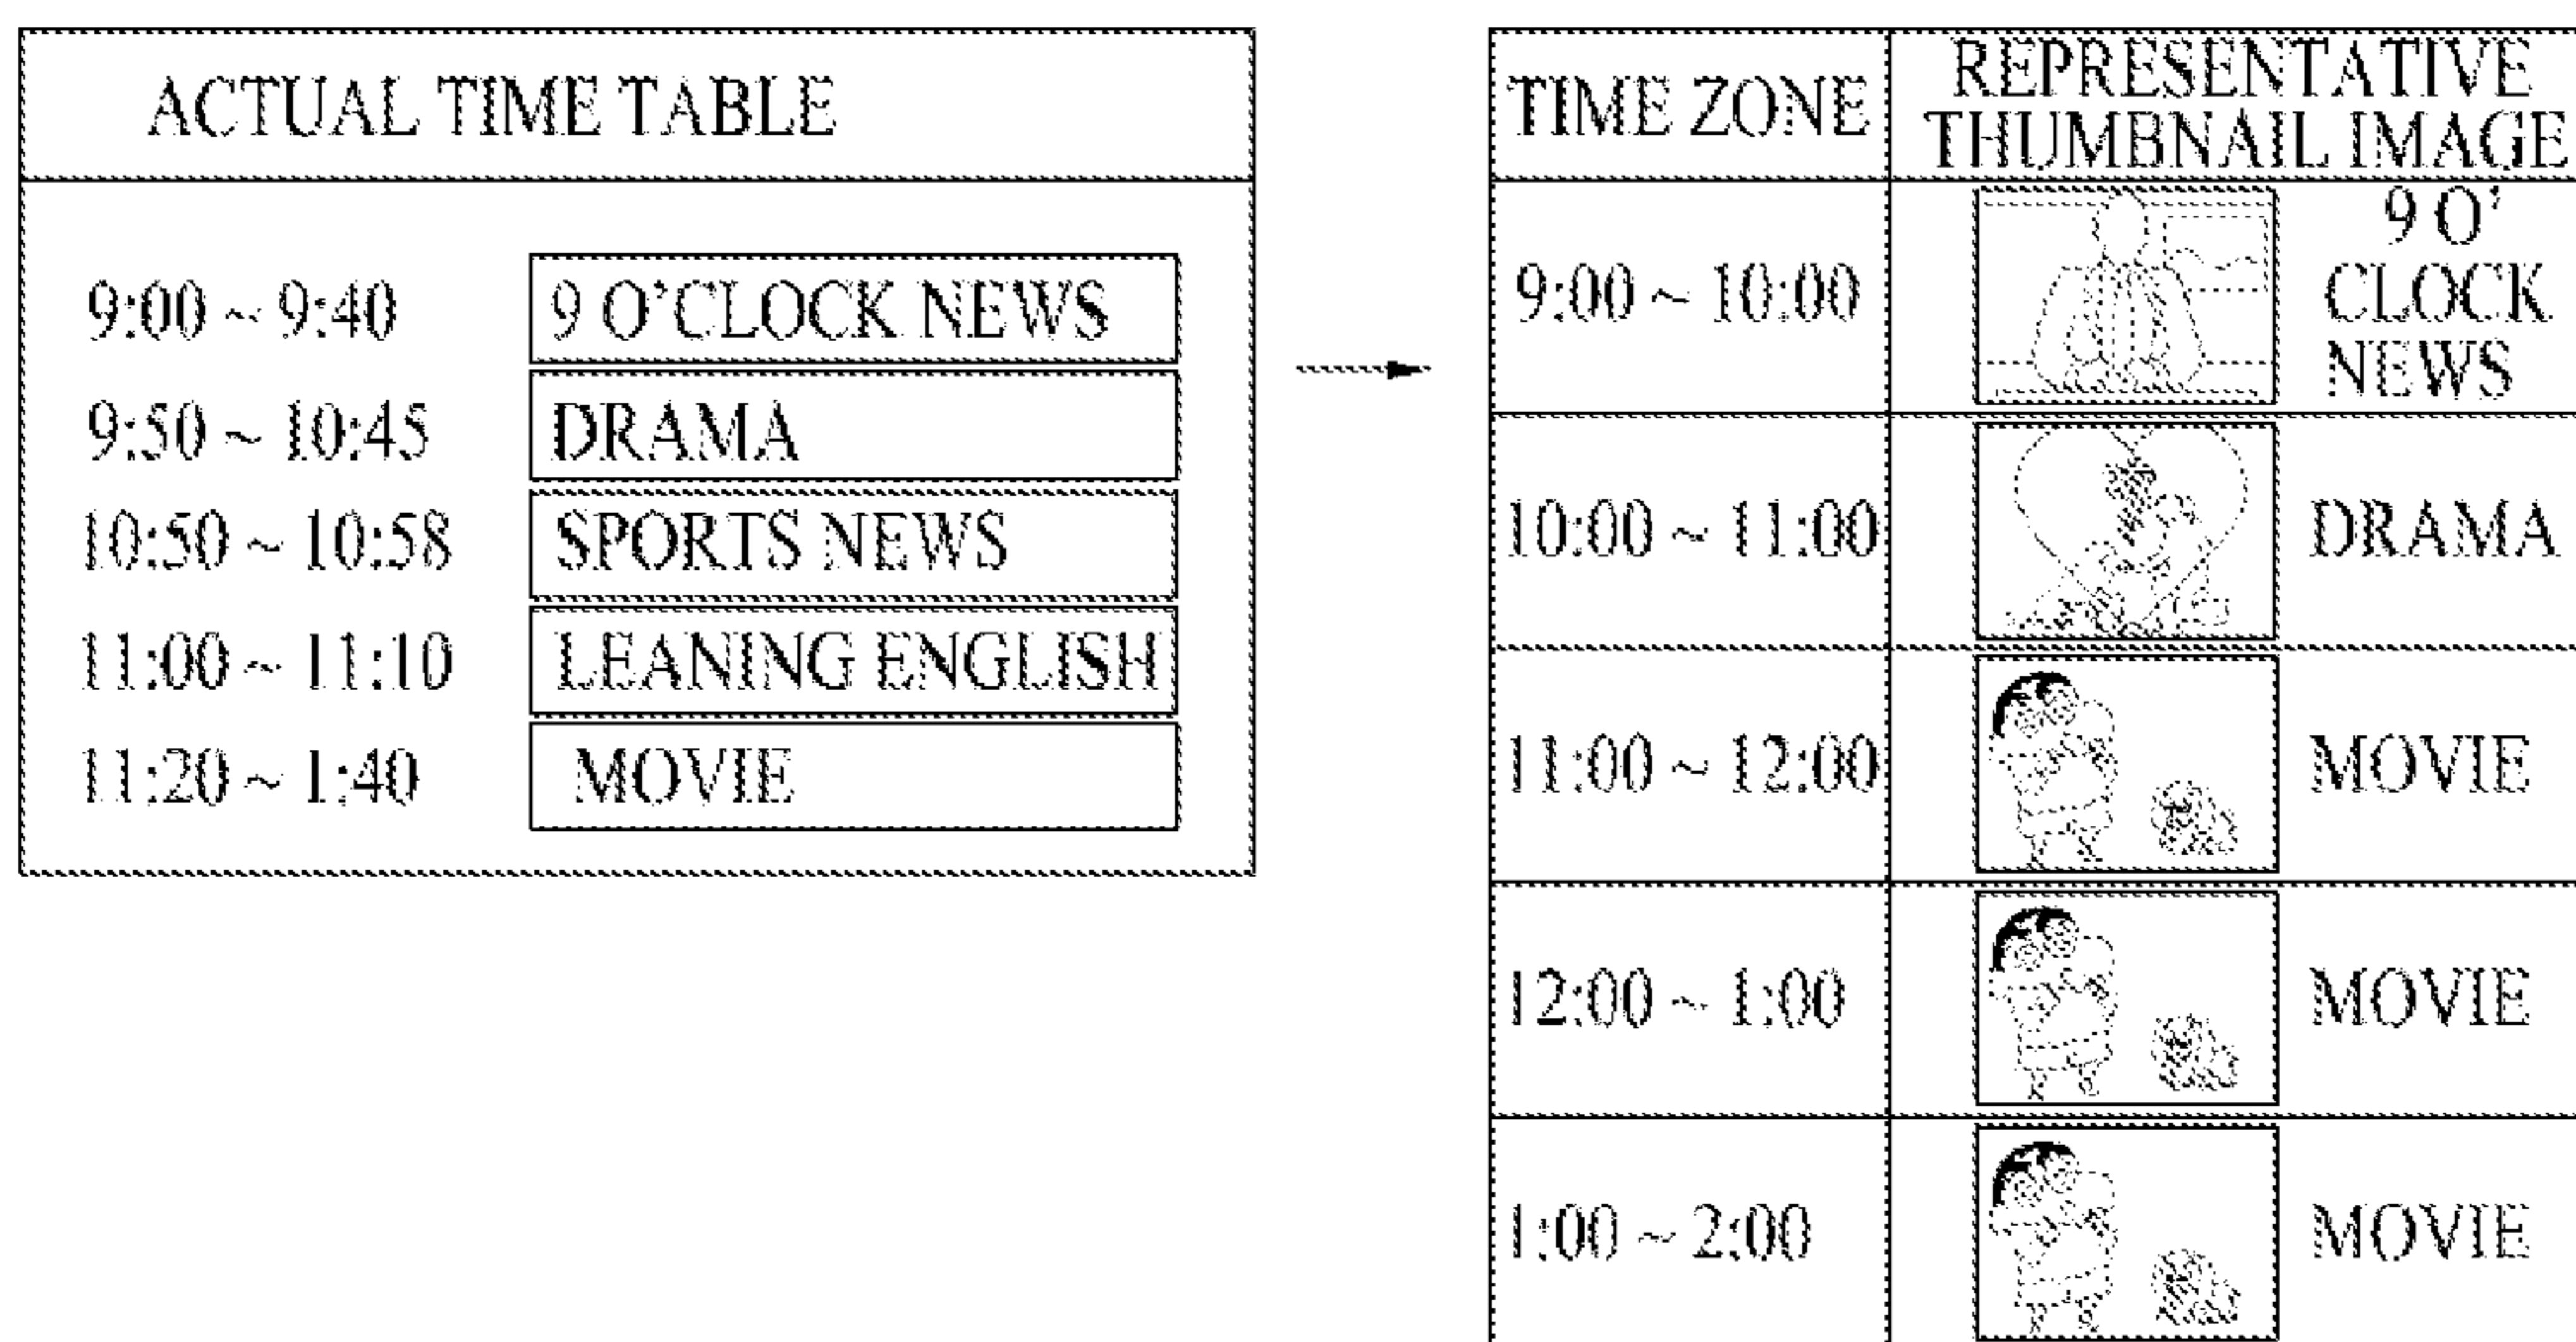 ACTUAL TIME TABLE
9:00 ~ 9:40 9 O'CLOCK NEWS
9:50 ~ 10:45 DRAMA
10:50 ~ 10:58 SPORTS NEWS
11:00 ~ 11:10 LEANING ENGLISH
11:20 ~ 1:40 MOVIE
TIME ZONE
REPRESENTATIVE
THUMBNAIL IMAGE
9:00 ~ 10:00
9 O'
CLOCK
NEWS
10:00 ~ 11:00 DRAMA
11:00 ~ 12:00 MOVIE
12:00 ~ 1:00 MOVIE
1:00 ~ 2:00 MOVIE